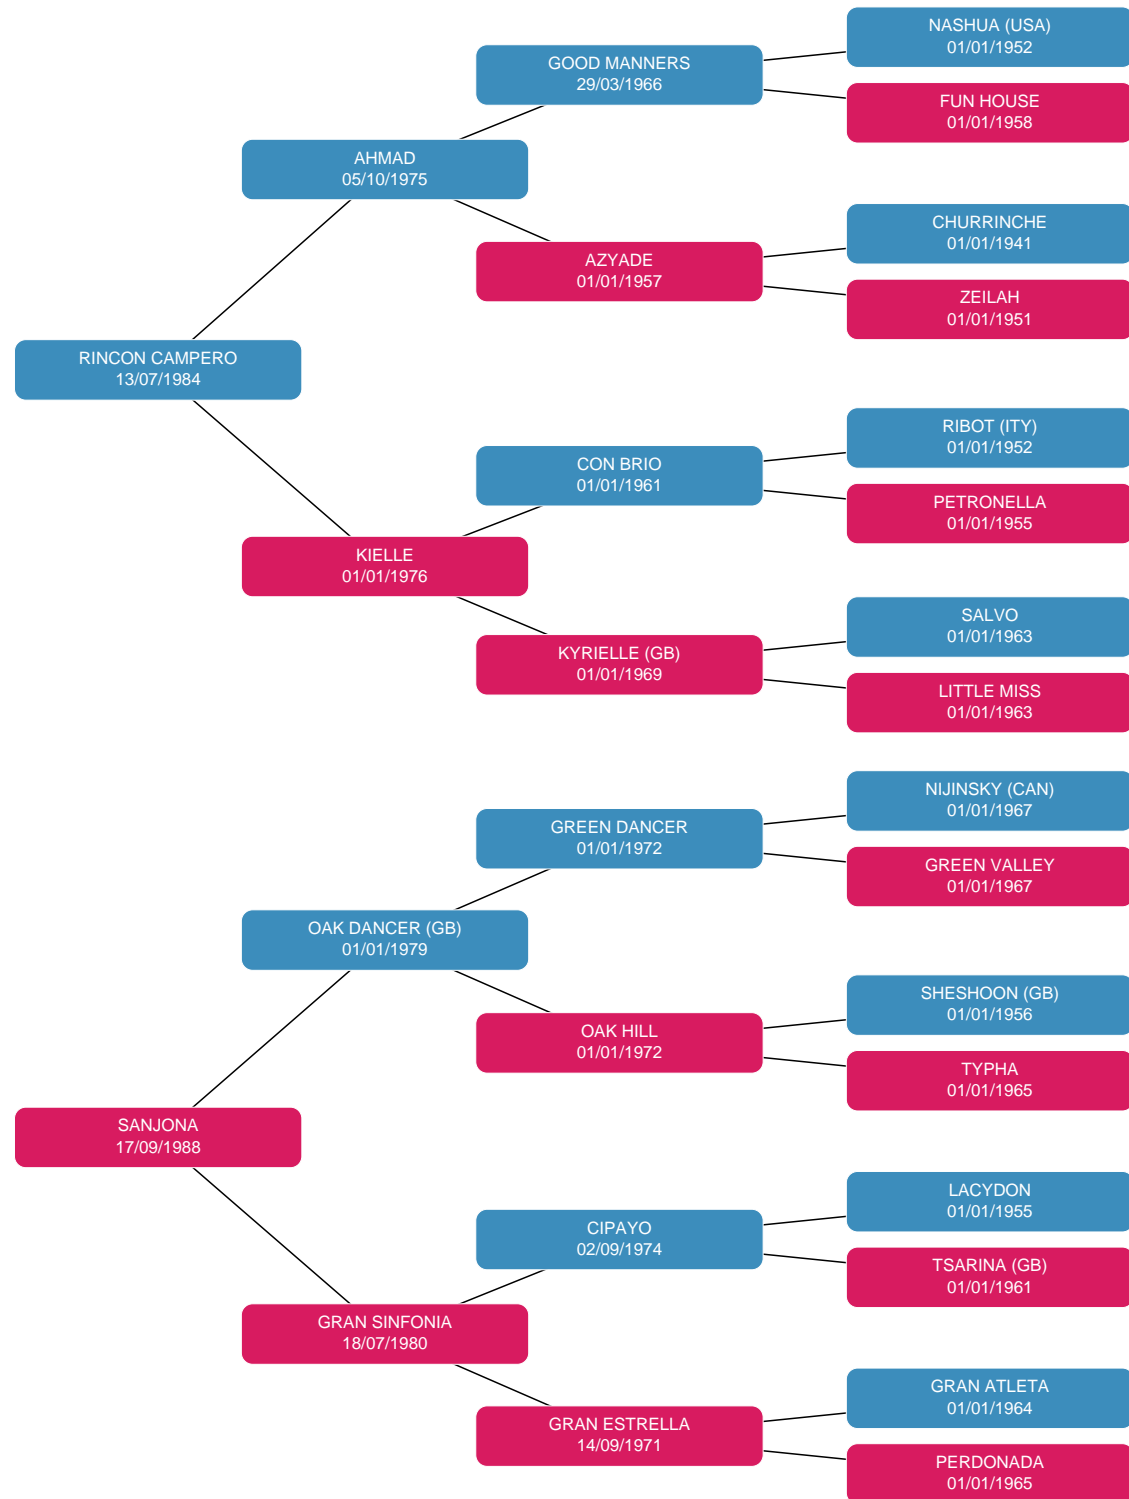 NASHUA (USA)
01/01/1952
GOOD MANNERS
29/03/1966
FUN HOUSE
01/01/1958
AHMAD
05/10/1975
CHURRINCHE
01/01/1941
AZYADE
01/01/1957
ZEILAH
01/01/1951
RINCON CAMPERO
13/07/1984
RIBOT (ITY)
01/01/1952
CON BRIO
01/01/1961
PETRONELLA
01/01/1955
KIELLE
01/01/1976
SALVO
01/01/1963
KYRIELLE (GB)
01/01/1969
LITTLE MISS
01/01/1963
NIJINSKY (CAN)
01/01/1967
GREEN DANCER
01/01/1972
GREEN VALLEY
01/01/1967
OAK DANCER (GB)
01/01/1979
SHESHOON (GB)
01/01/1956
OAK HILL
01/01/1972
TYPHA
01/01/1965
SANJONA
17/09/1988
LACYDON
01/01/1955
CIPAYO
02/09/1974
TSARINA (GB)
01/01/1961
GRAN SINFONIA
18/07/1980
GRAN ATLETA
01/01/1964
GRAN ESTRELLA
14/09/1971
PERDONADA
01/01/1965